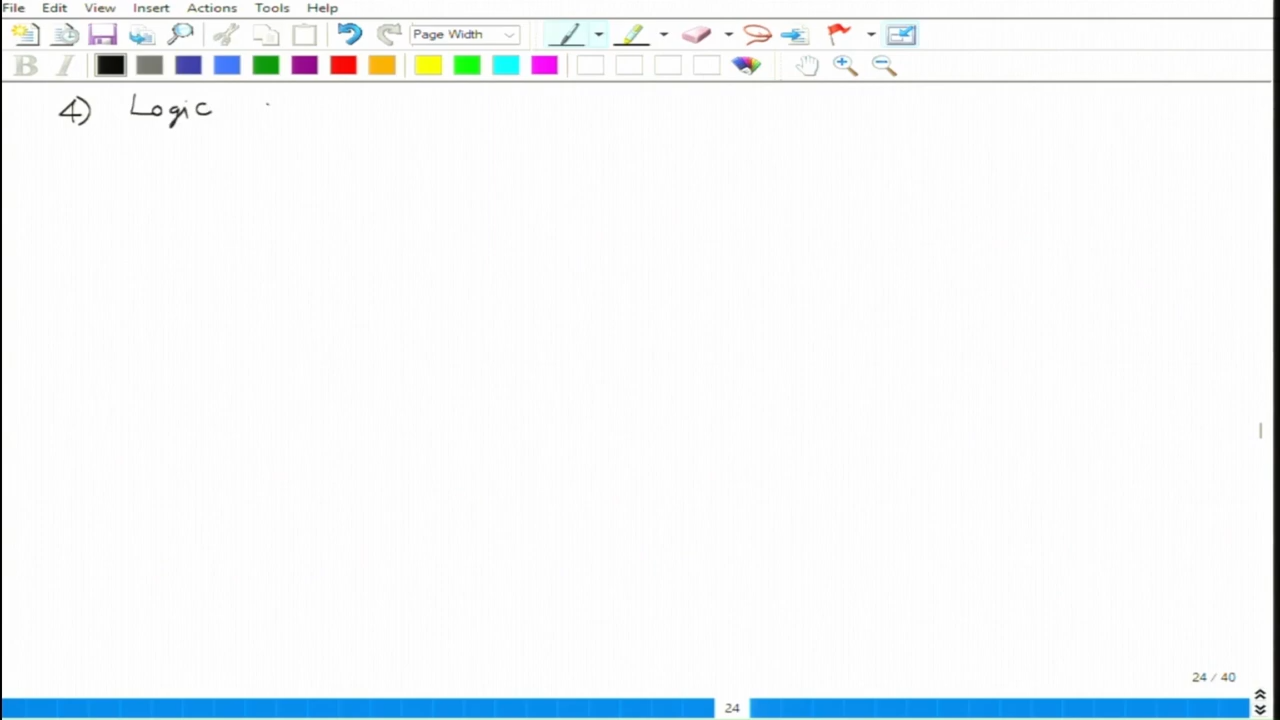 File Edit View Insert Actions Tools Help
Page Width
B I
4) Logic
24 / 40
24